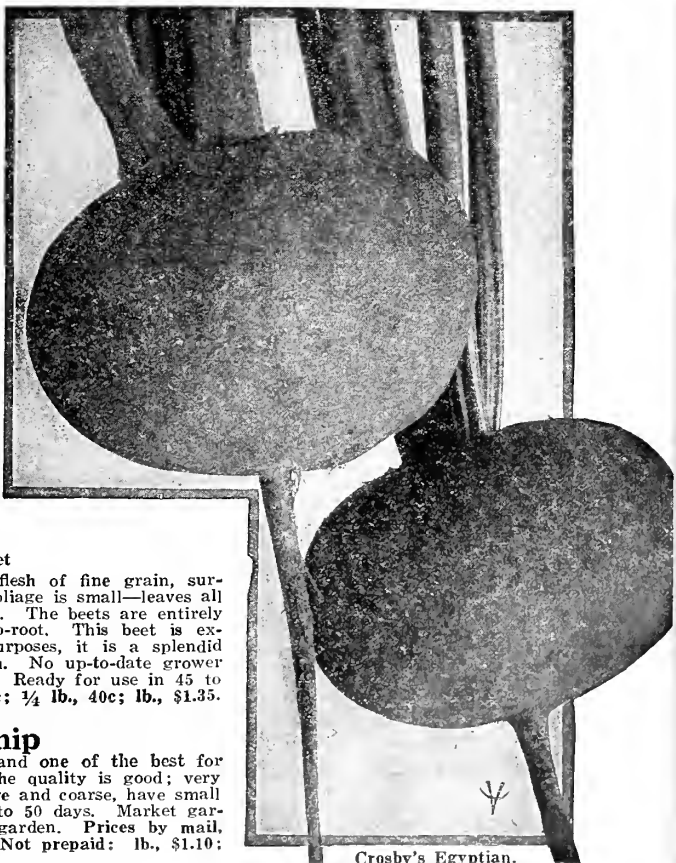 et
flesh of fine grain, sur-
oliage is small—leaves all
. The beets are entirely
p-root. This beet is ex-
urposes, it is a splendid
n. No up-to-date grower
Ready for use in 45 to
c; ¼ lb., 40c; lb., $1.35.
nip
and one of the best for
he quality is good; very
e and coarse, have small
to 50 days. Market gar-
garden. Prices by mail,
Not prepaid: lb., $1.10;
Crosby's Egyptian.